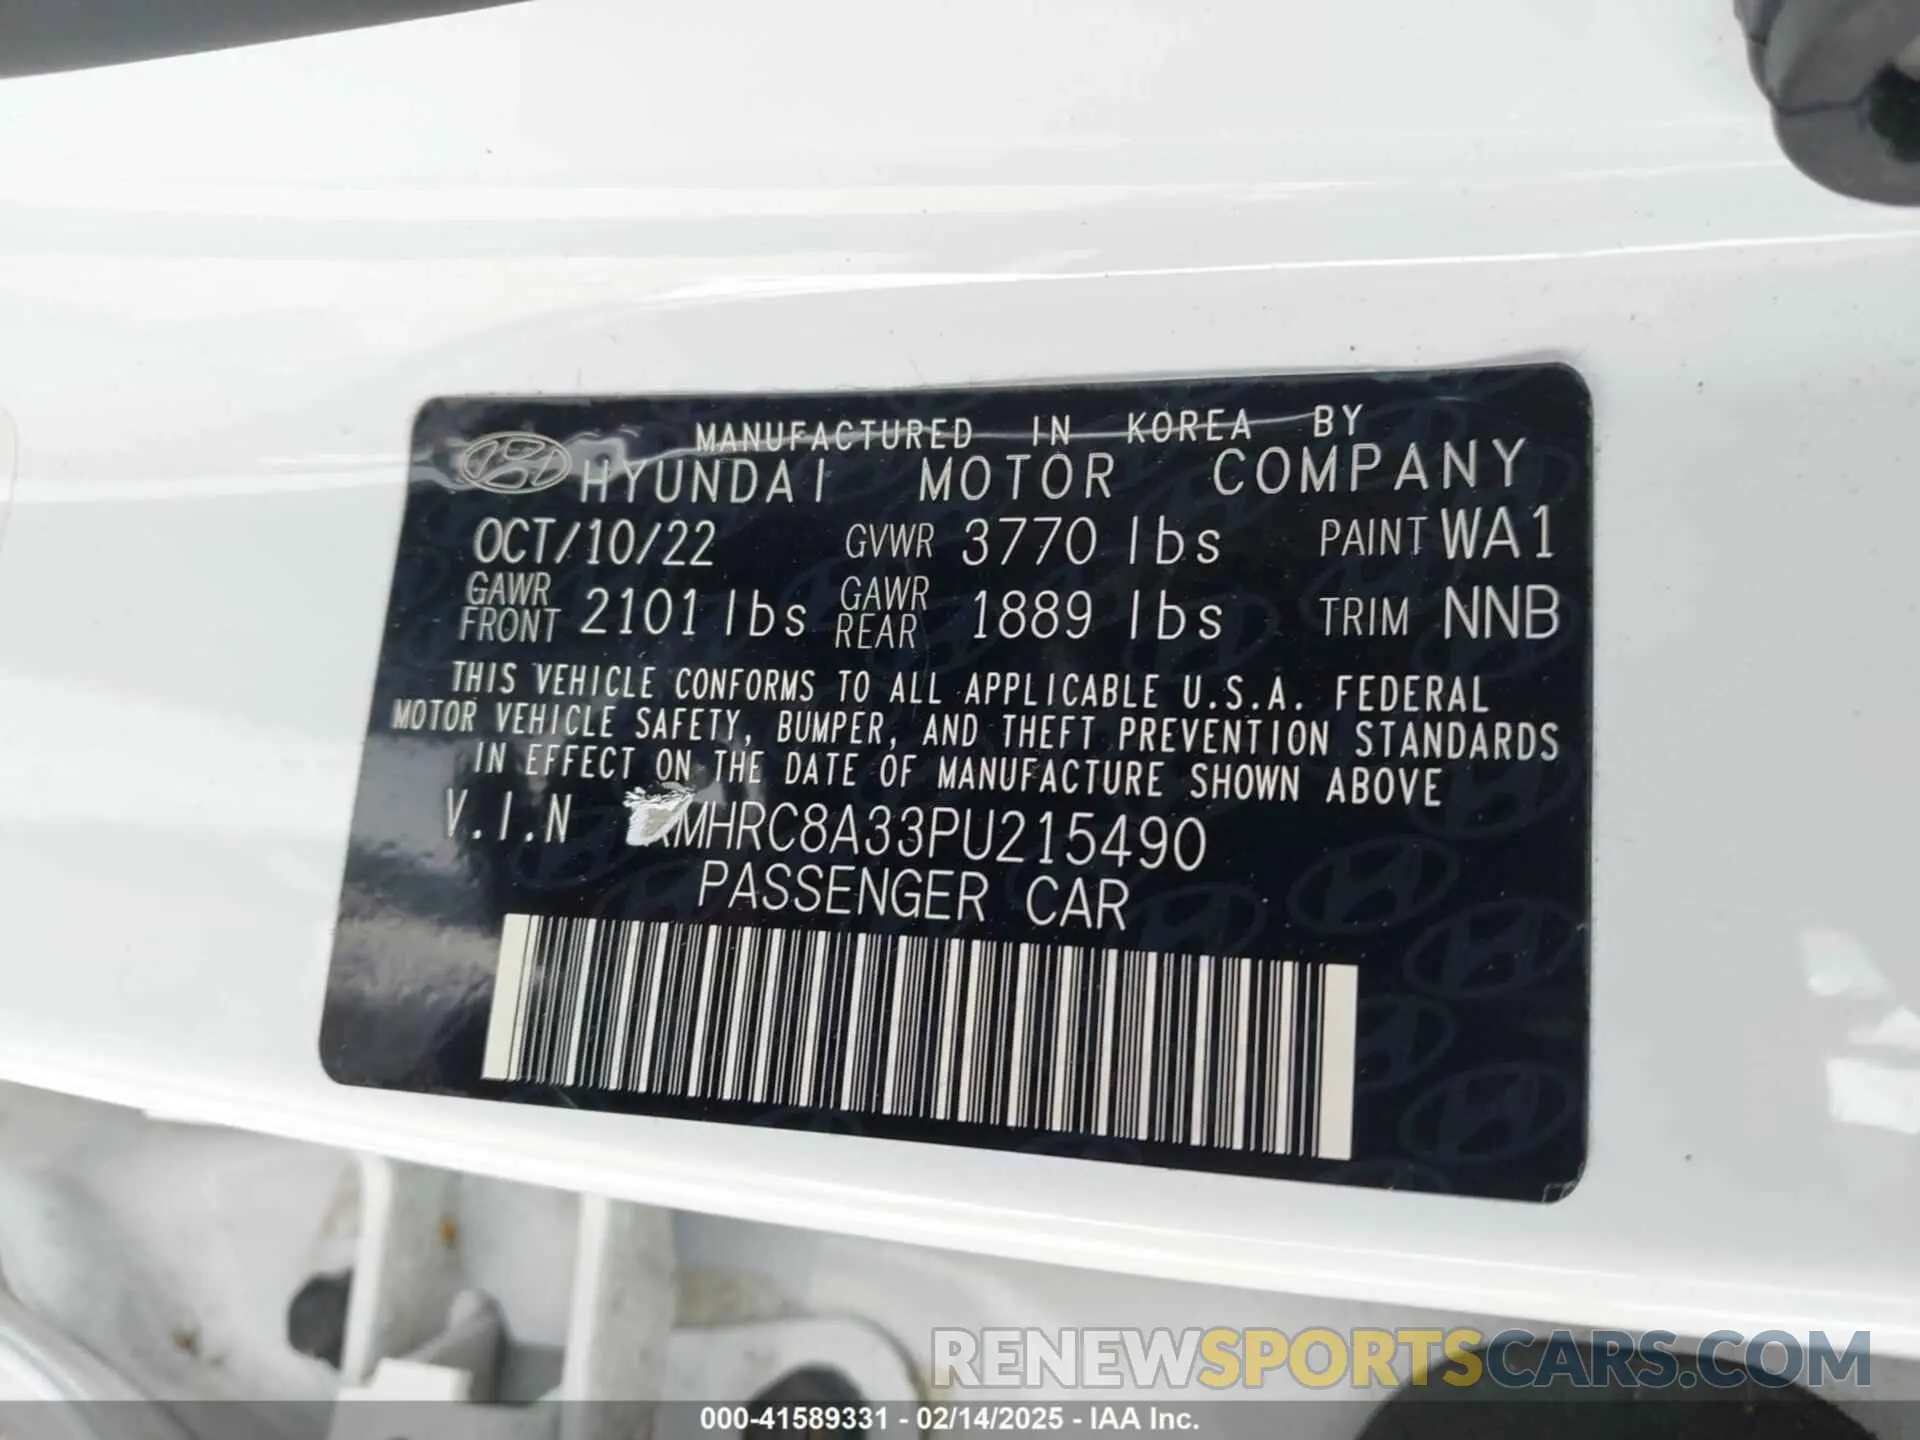 MANUFACTURED IN KOREA BY
HYUNDAI MOTOR COMPANY
OCT/10/22 GVWR 3770 lbs PAINT WA1
GAWR FRONT 2101 lbs GAWR REAR 1889 lbs TRIM NNB
THIS VEHICLE CONFORMS TO ALL APPLICABLE U.S.A. FEDERAL
MOTOR VEHICLE SAFETY, BUMPER, AND THEFT PREVENTION STANDARDS
IN EFFECT ON THE DATE OF MANUFACTURE SHOWN ABOVE
V.I.N MHRC8A33PU215490
PASSENGER CAR
RENEWSPORTSCARS.COM
000-41589331 - 02/14/2025 - IAA Inc.